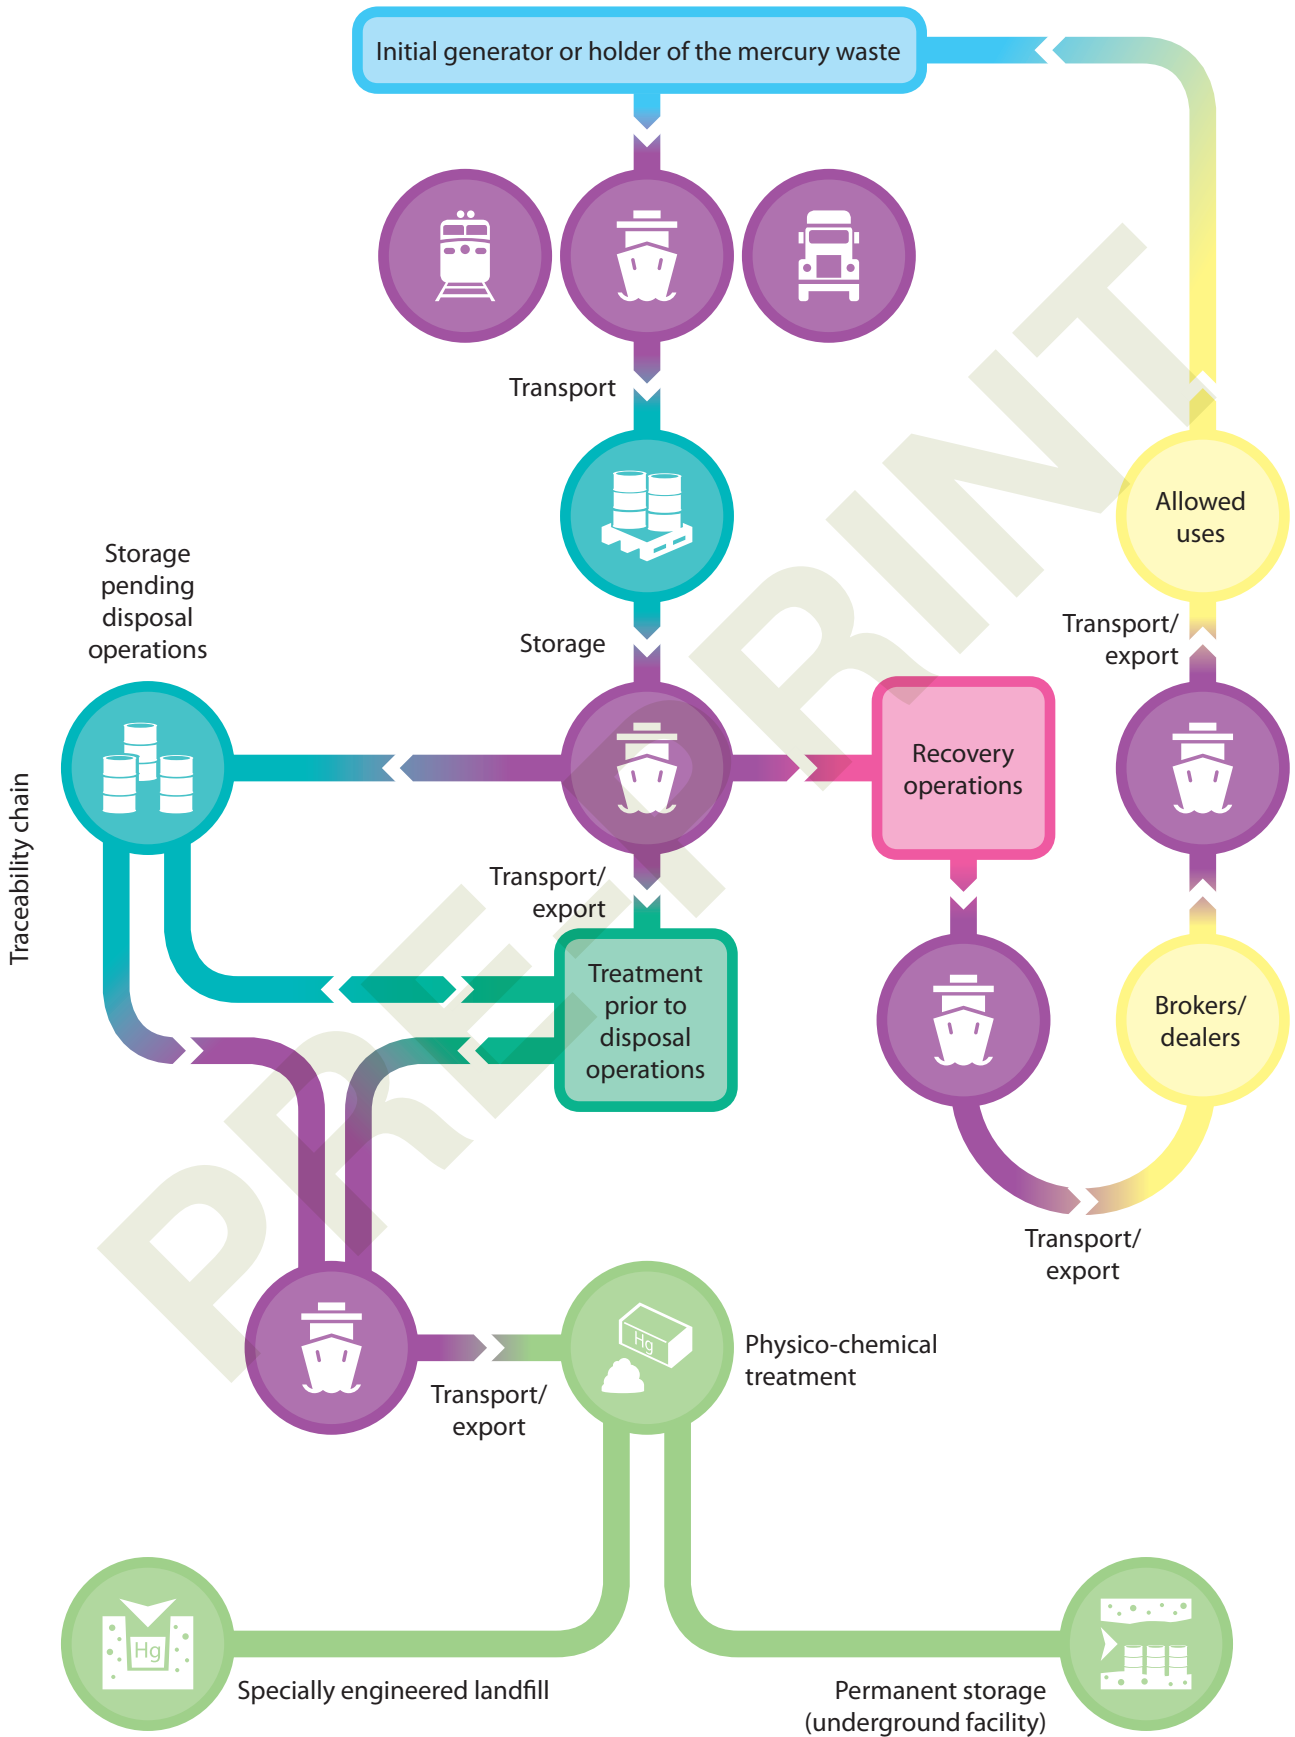 Initial generator or holder of the mercury waste
Transport
Allowed
uses
Storage
pending
disposal
operations
Storage
Transport/
export
Recovery
operations
Traceability chain
Transport/
export
Treatment
prior to
disposal
operations
Brokers/
dealers
Transport/
export
Hg
Physico-chemical
treatment
Transport/
export
Hg
Specially engineered landfill
Permanent storage
(underground facility)
PRE-PRINT